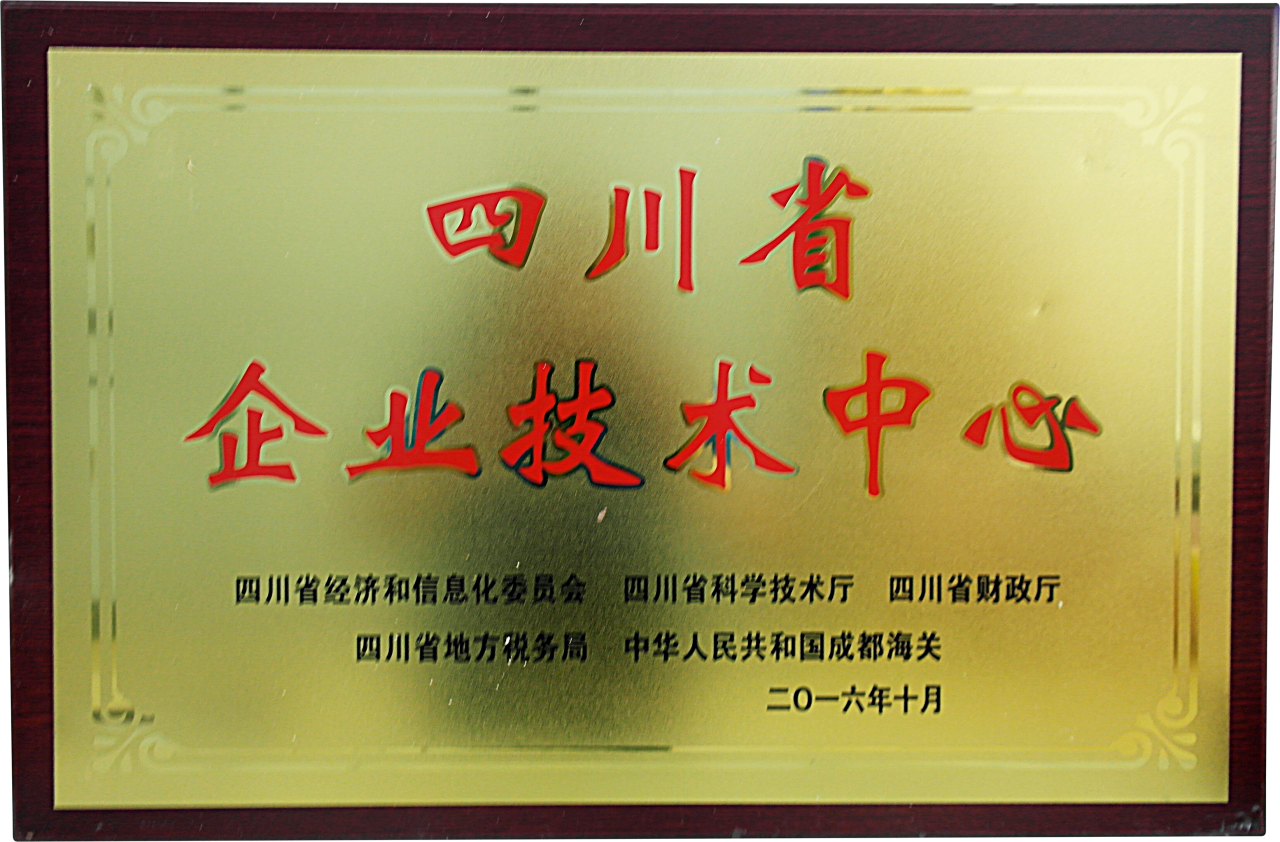 四川省
企业技术中心
四川省经济和信息化委员会 四川省科学技术厅 四川省财政厅
四川省地方税务局 中华人民共和国成都海关
二〇一六年十月